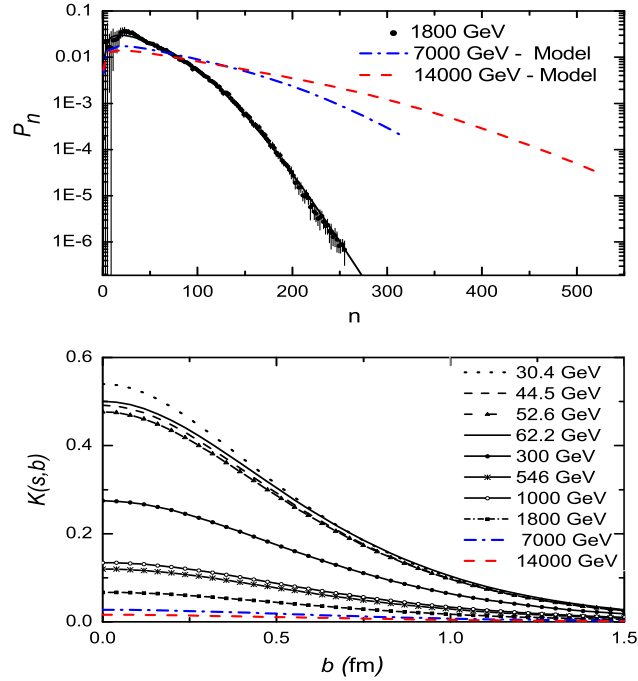 0.1
0.01
1E-3
1E-4
1E-5
1E-6
P_n
0 100 200 300 400 500
n
1800 GeV
7000 GeV - Model
14000 GeV - Model
0.6
0.4
0.2
0.0
K(s,b)
0.0 0.5 1.0 1.5
b (fm)
30.4 GeV
44.5 GeV
52.6 GeV
62.2 GeV
300 GeV
546 GeV
1000 GeV
1800 GeV
7000 GeV
14000 GeV